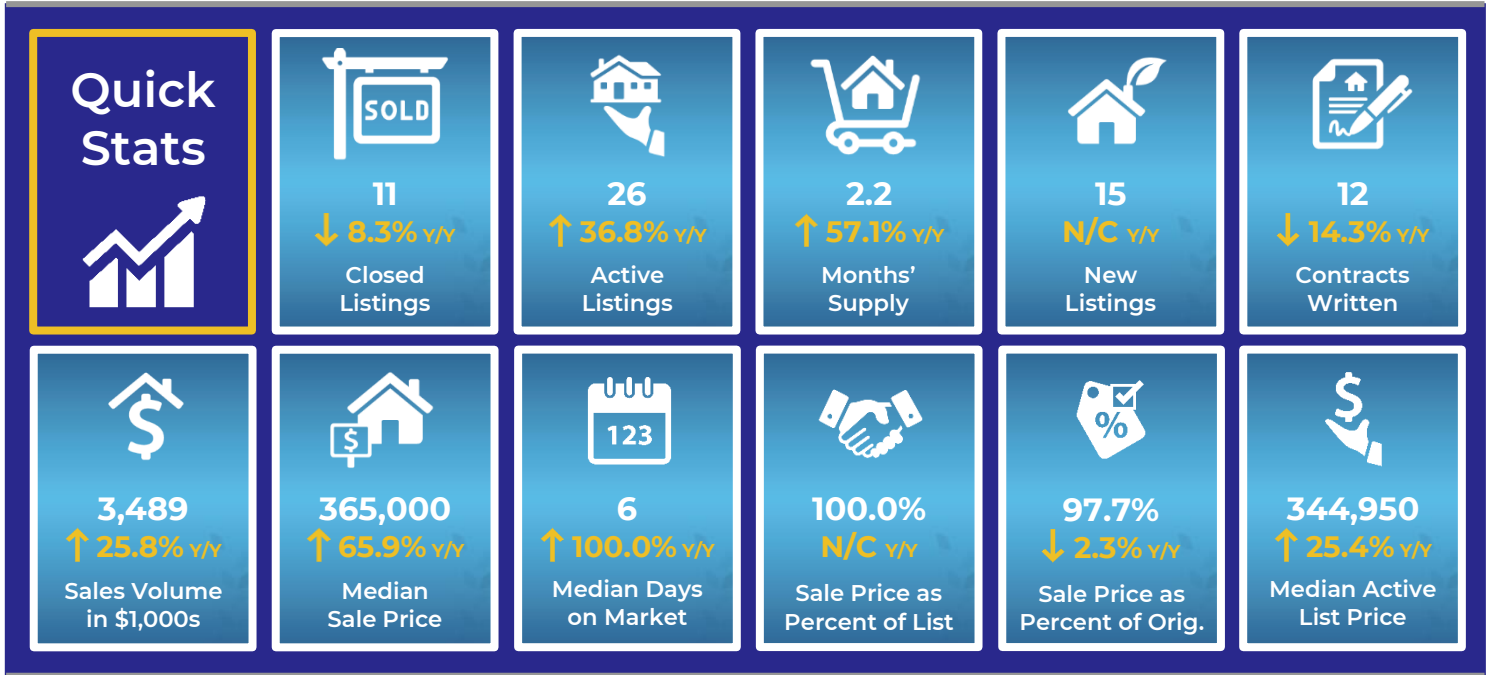 Quick
Stats
SOLD
11
↓ 8.3% Y/Y
Closed
Listings
26
↑ 36.8% Y/Y
Active
Listings
2.2
↑ 57.1% Y/Y
Months’
Supply
15
N/C Y/Y
New
Listings
12
↓ 14.3% Y/Y
Contracts
Written
$
3,489
↑ 25.8% Y/Y
Sales Volume
in $1,000s
$
365,000
↑ 65.9% Y/Y
Median
Sale Price
123
6
↑ 100.0% Y/Y
Median Days
on Market
100.0%
N/C Y/Y
Sale Price as
Percent of List
%
97.7%
↓ 2.3% Y/Y
Sale Price as
Percent of Orig.
$
344,950
↑ 25.4% Y/Y
Median Active
List Price